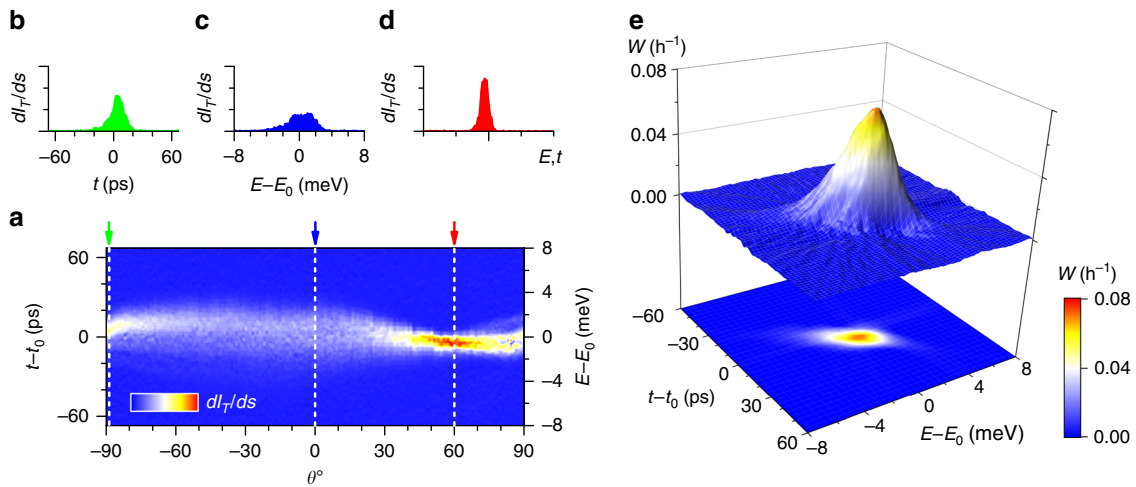 b
dI_T/ds
−60
0
60
t (ps)
c
dI_T/ds
−8
0
8
E−E_0 (meV)
d
dI_T/ds
E,t
a
60
0
−60
t−t_0 (ps)
8
4
0
−4
−8
E−E_0 (meV)
dI_T/ds
−90
−60
−30
0
30
60
90
θ°
e
W (h⁻¹)
0.08
0.04
0.00
−60
−30
0
30
60
t−t_0 (ps)
−8
−4
0
4
8
E−E_0 (meV)
W (h⁻¹)
0.08
0.04
0.00